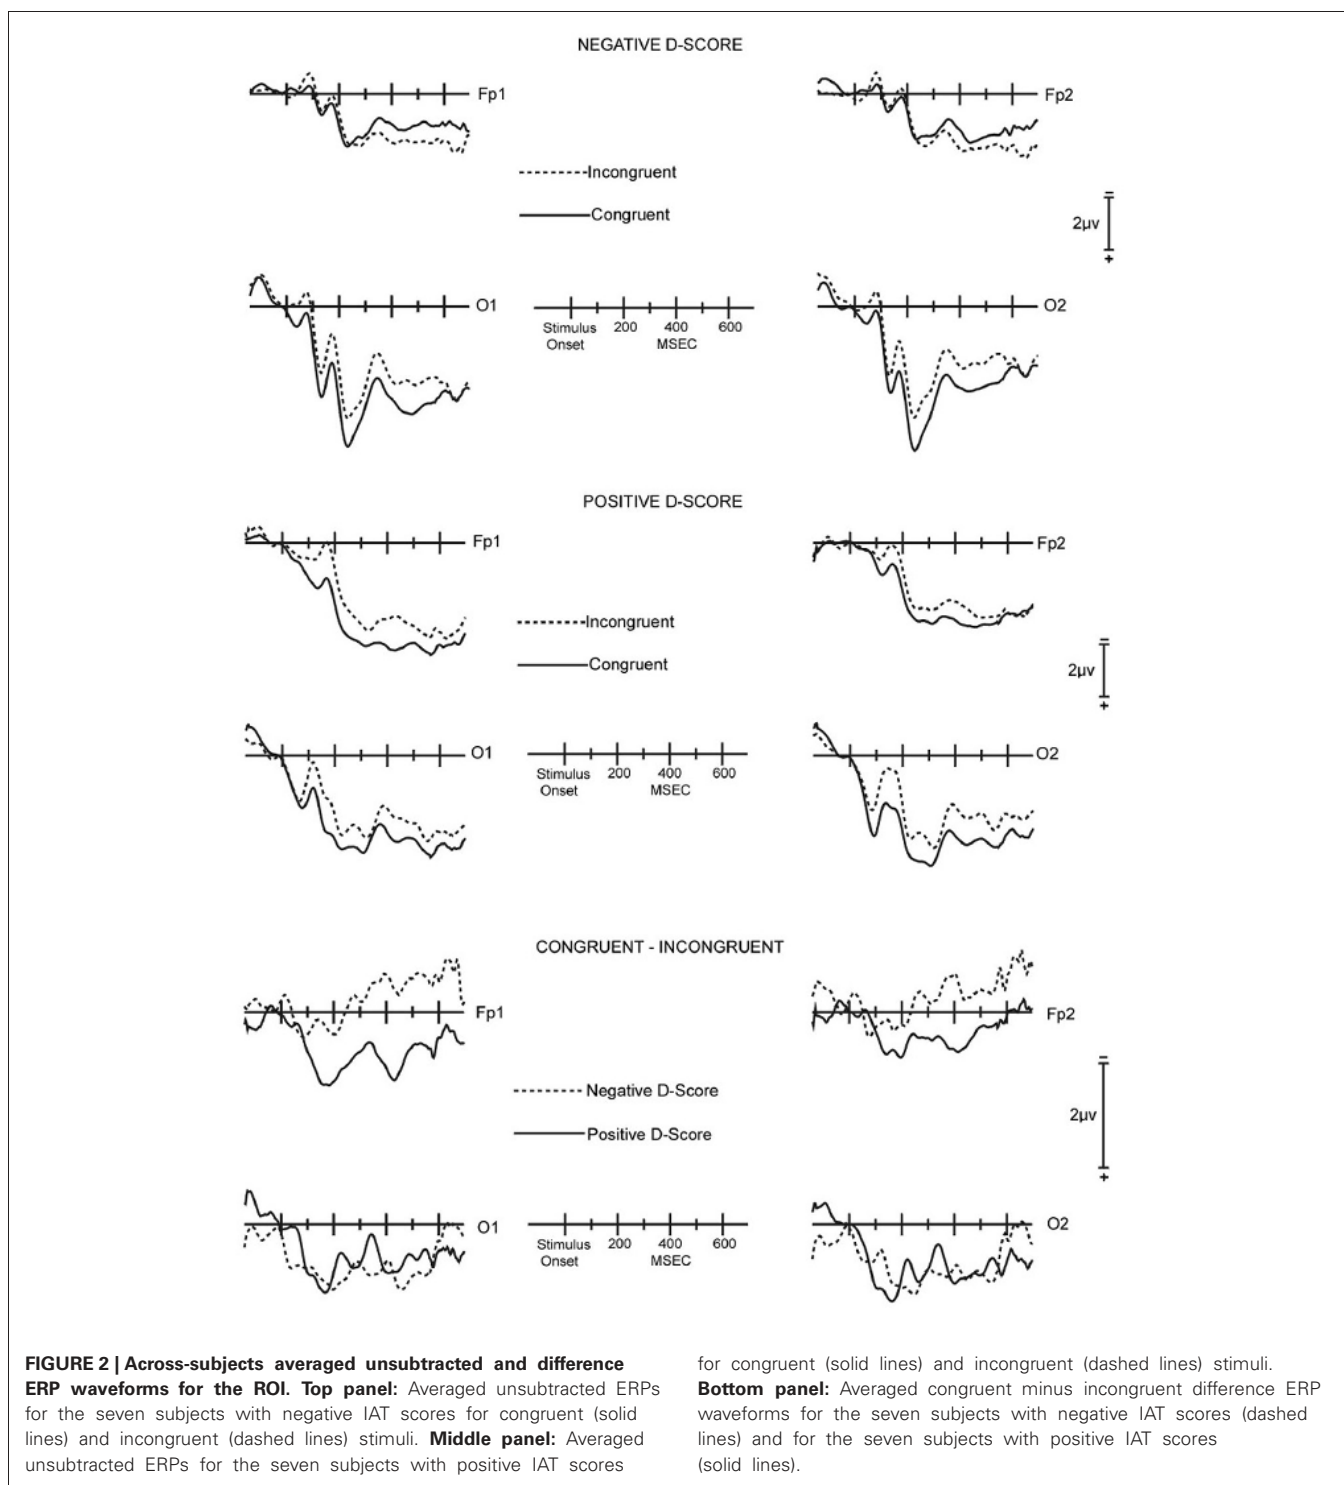 NEGATIVE D-SCORE
Fp1
Fp2
Incongruent
Congruent
=
2µv
+
O1
O2
Stimulus
Onset
200
400
600
MSEC
POSITIVE D-SCORE
Fp1
Fp2
Incongruent
Congruent
=
2µv
+
O1
O2
Stimulus
Onset
200
400
600
MSEC
CONGRUENT - INCONGRUENT
Fp1
Fp2
Negative D-Score
Positive D-Score
=
2µv
+
O1
O2
Stimulus
Onset
200
400
600
MSEC
FIGURE 2 | Across-subjects averaged unsubtracted and difference
ERP waveforms for the ROI. Top panel: Averaged unsubtracted ERPs
for the seven subjects with negative IAT scores for congruent (solid
lines) and incongruent (dashed lines) stimuli. Middle panel: Averaged
unsubtracted ERPs for the seven subjects with positive IAT scores
for congruent (solid lines) and incongruent (dashed lines) stimuli.
Bottom panel: Averaged congruent minus incongruent difference ERP
waveforms for the seven subjects with negative IAT scores (dashed
lines) and for the seven subjects with positive IAT scores
(solid lines).